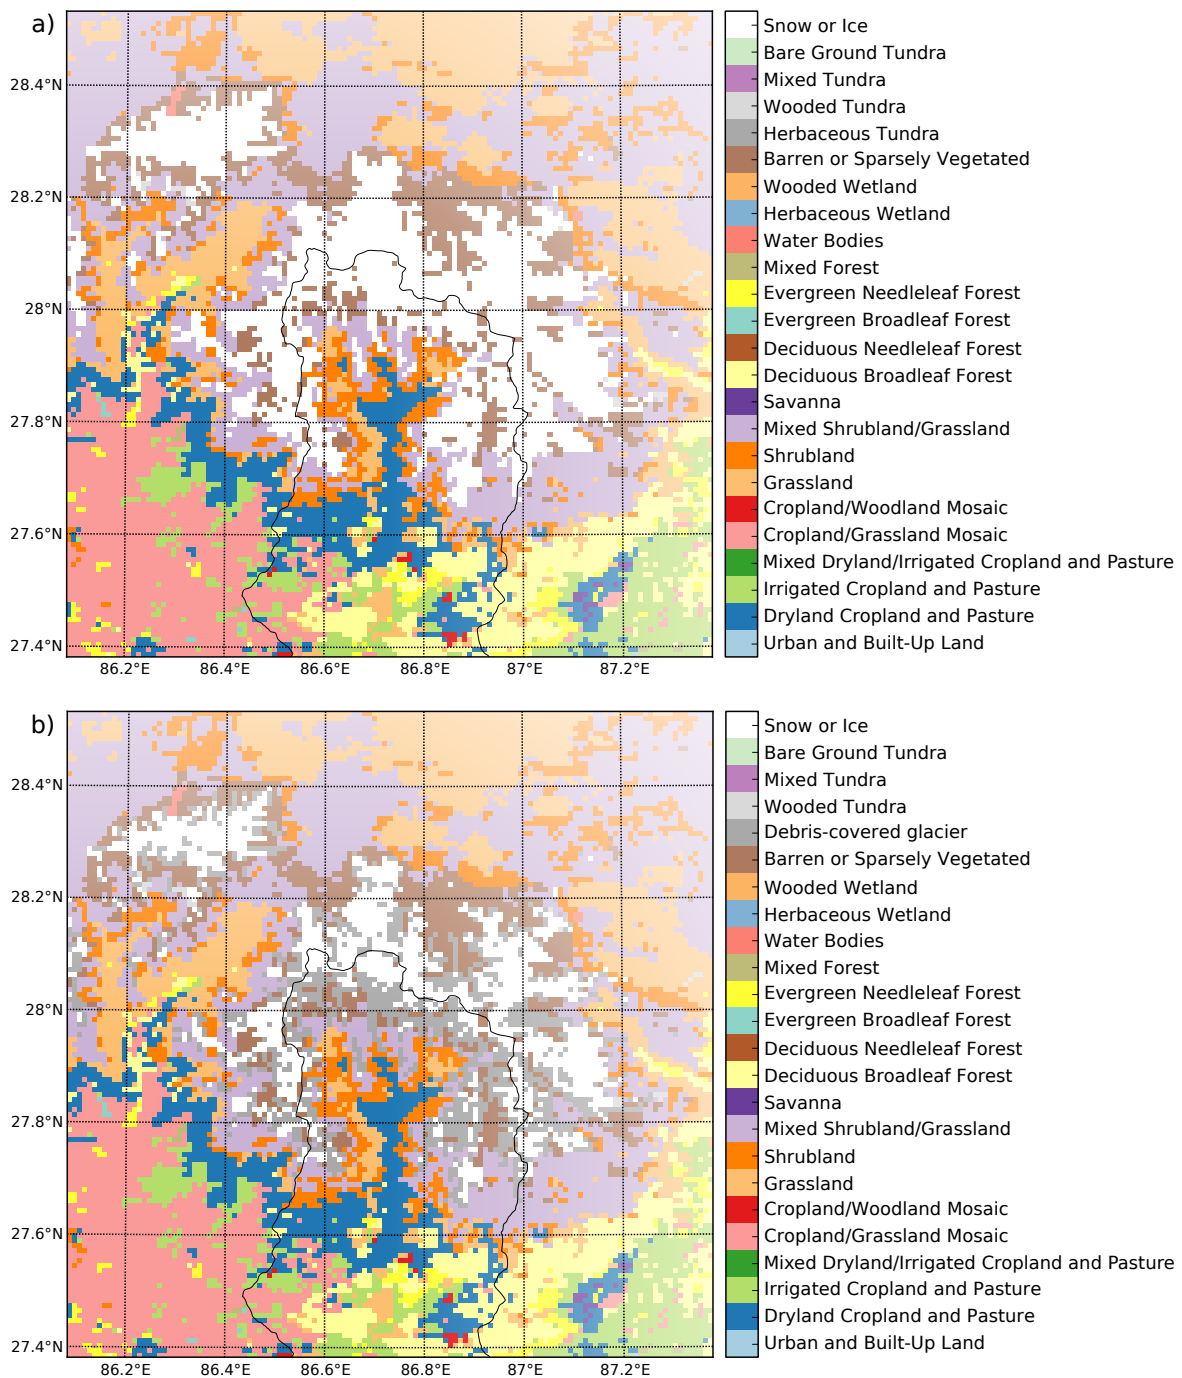 a)
28.4°N
28.2°N
28°N
27.8°N
27.6°N
27.4°N
86.2°E
86.4°E
86.6°E
86.8°E
87°E
87.2°E
Snow or Ice
Bare Ground Tundra
Mixed Tundra
Wooded Tundra
Herbaceous Tundra
Barren or Sparsely Vegetated
Wooded Wetland
Herbaceous Wetland
Water Bodies
Mixed Forest
Evergreen Needleleaf Forest
Evergreen Broadleaf Forest
Deciduous Needleleaf Forest
Deciduous Broadleaf Forest
Savanna
Mixed Shrubland/Grassland
Shrubland
Grassland
Cropland/Woodland Mosaic
Cropland/Grassland Mosaic
Mixed Dryland/Irrigated Cropland and Pasture
Irrigated Cropland and Pasture
Dryland Cropland and Pasture
Urban and Built-Up Land
b)
28.4°N
28.2°N
28°N
27.8°N
27.6°N
27.4°N
86.2°E
86.4°E
86.6°E
86.8°E
87°E
87.2°E
Snow or Ice
Bare Ground Tundra
Mixed Tundra
Wooded Tundra
Debris-covered glacier
Barren or Sparsely Vegetated
Wooded Wetland
Herbaceous Wetland
Water Bodies
Mixed Forest
Evergreen Needleleaf Forest
Evergreen Broadleaf Forest
Deciduous Needleleaf Forest
Deciduous Broadleaf Forest
Savanna
Mixed Shrubland/Grassland
Shrubland
Grassland
Cropland/Woodland Mosaic
Cropland/Grassland Mosaic
Mixed Dryland/Irrigated Cropland and Pasture
Irrigated Cropland and Pasture
Dryland Cropland and Pasture
Urban and Built-Up Land